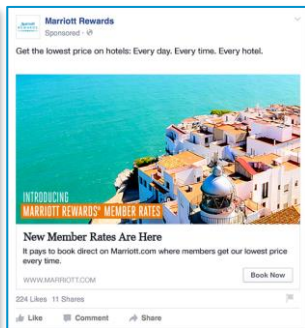 Marriott Rewards
Sponsored ·
Get the lowest price on hotels: Every day. Every time. Every hotel.
INTRODUCING
MARRIOTT REWARDS® MEMBER RATES
New Member Rates Are Here
It pays to book direct on Marriott.com where members get our lowest price
every time.
WWW.MARRIOTT.COM
Book Now
224 Likes 11 Shares
Like Comment Share